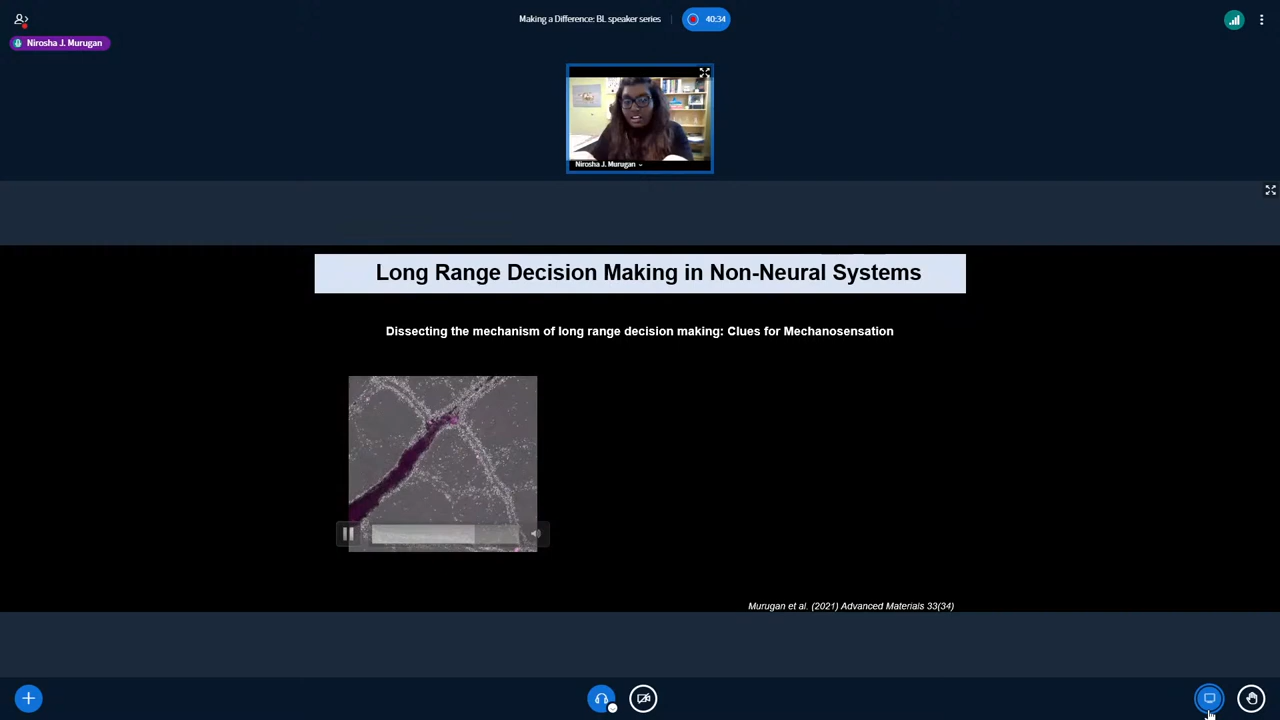 Making a Difference: BL speaker series
40:34
Nirosha J. Murugan
Nirosha J. Murugan
Long Range Decision Making in Non-Neural Systems
Dissecting the mechanism of long range decision making: Clues for Mechanosensation
Murugan et al. (2021) Advanced Materials 33(34)